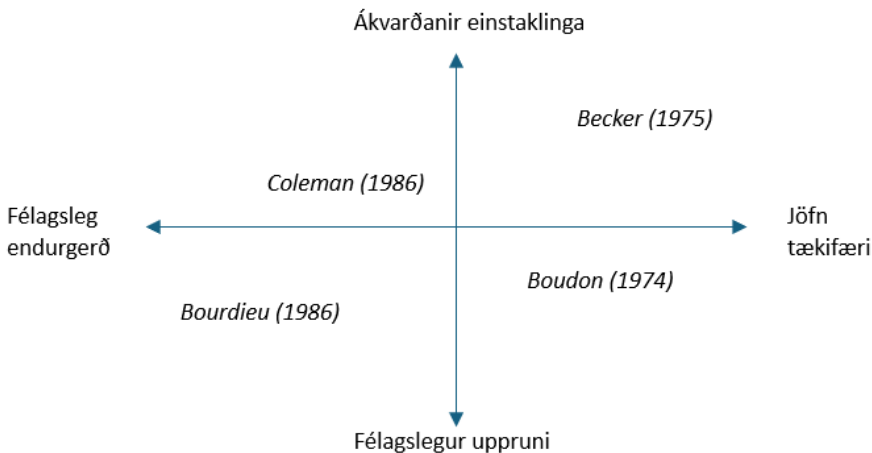 Ákvarðanir einstaklinga
Becker (1975)
Coleman (1986)
Félagsleg
endurgerð
Jöfn
tækifæri
Boudon (1974)
Bourdieu (1986)
Félagslegur uppruni